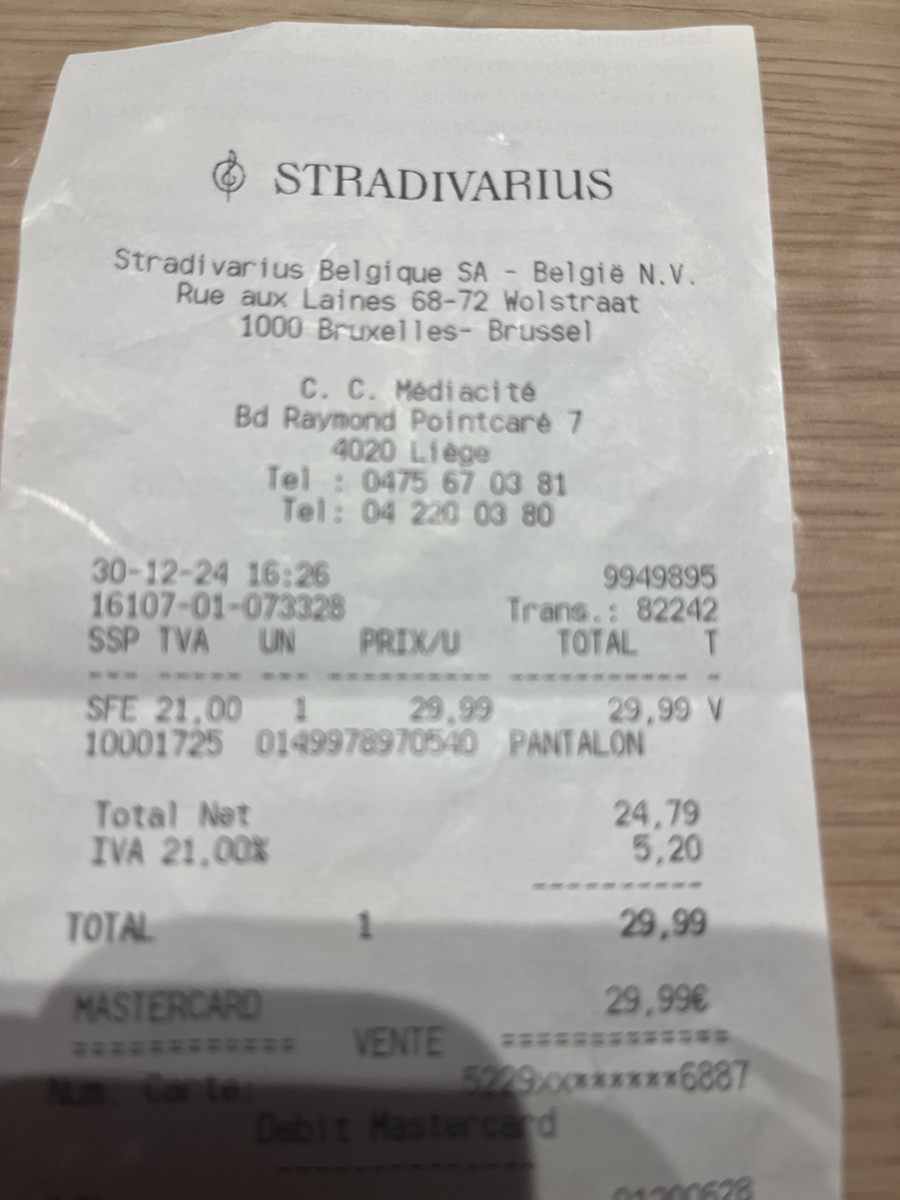 STRADIVARIUS
Stradivarius Belgique SA - België N.V.
Rue aux Laines 68-72 Wolstraat
1000 Bruxelles- Brussel
C. C. Médiacité
Bd Raymond Pointcaré 7
4020 Liège
Tel : 0475 67 03 81
Tel: 04 220 03 80
30-12-24 16:26 9949895
16107-01-073328 Trans.: 82242
SSP TVA UN PRIX/U TOTAL T
SFE 21,00 1 29,99 29,99 V
10001725 0149978970540 PANTALON
Total Net 24,79
IVA 21,00% 5,20
TOTAL 1 29,99
MASTERCARD 29,99€
============ VENTE =============
Num. Carte: 5229xxxxxxxx6887
Debit Mastercard